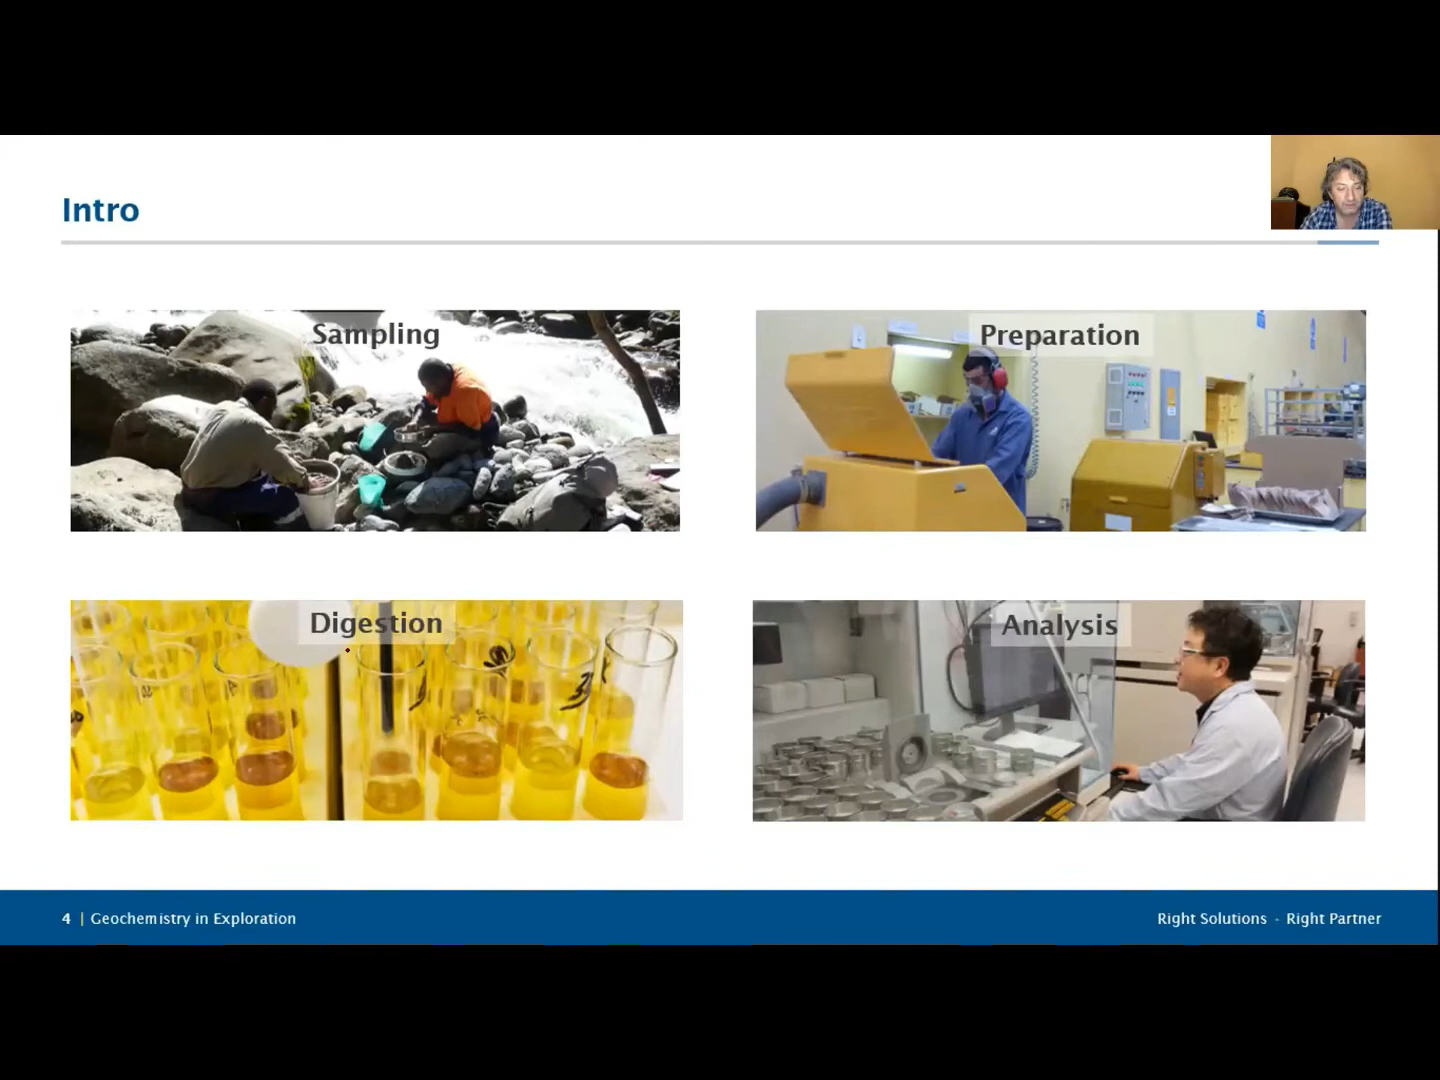 Intro
Sampling
Preparation
Digestion
Analysis
4 | Geochemistry in Exploration
Right Solutions · Right Partner